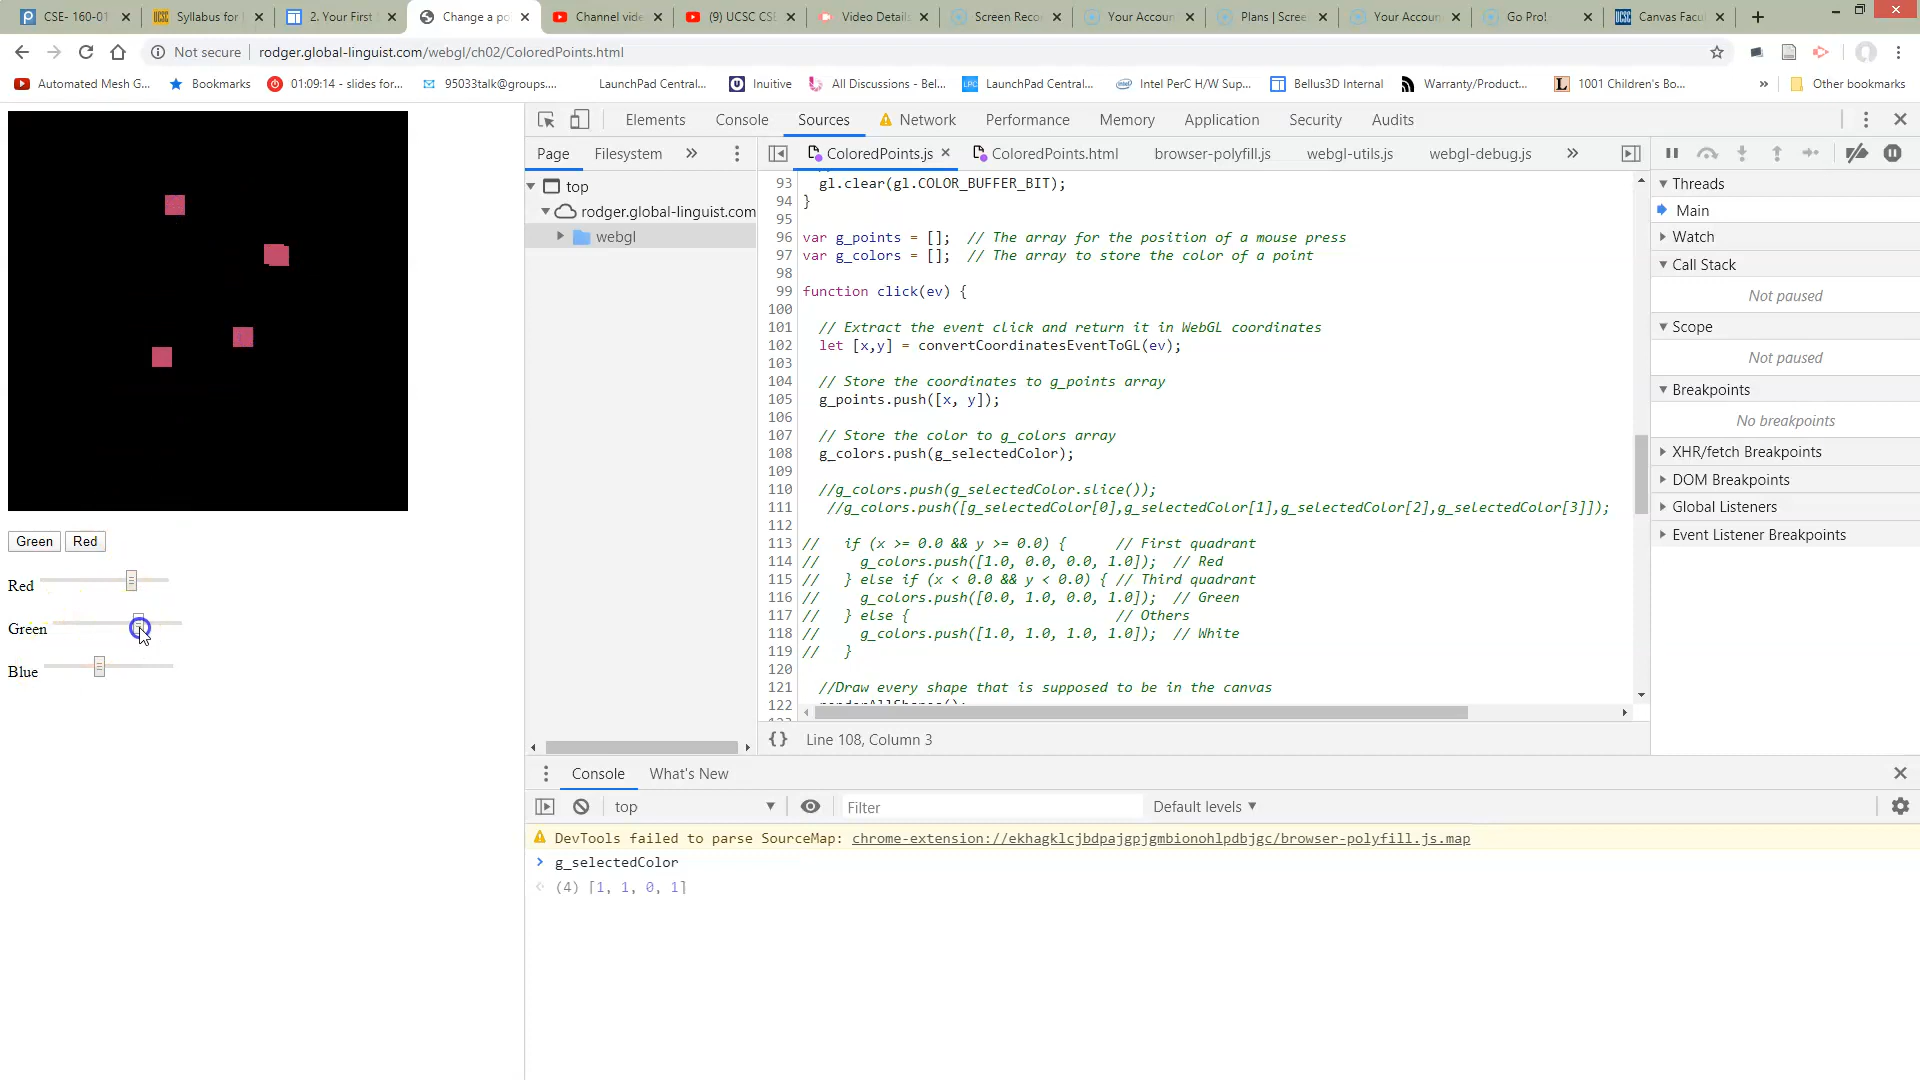 CSE- 160-01
Syllabus for
2. Your First
Change a po
Channel vide
(9) UCSC CSE
Video Details
Screen Reco
Your Accoun
Plans | Scree
Your Accoun
Go Pro!
Canvas Facu
Not secure rodger.global-linguist.com/webgl/ch02/ColoredPoints.html
Automated Mesh G... Bookmarks 01:09:14 - slides for... 95033talk@groups.... LaunchPad Central... Inuitive All Discussions - Bel... LaunchPad Central... Intel PerC H/W Sup... Bellus3D Internal Warranty/Product... 1001 Children's Bo... » Other bookmarks
Elements Console Sources Network Performance Memory Application Security Audits
Page Filesystem »
ColoredPoints.js ColoredPoints.html browser-polyfill.js webgl-utils.js webgl-debug.js »
top
rodger.global-linguist.com
webgl
93 gl.clear(gl.COLOR_BUFFER_BIT);
94 }
95
96 var g_points = []; // The array for the position of a mouse press
97 var g_colors = []; // The array to store the color of a point
98
99 function click(ev) {
100
101 // Extract the event click and return it in WebGL coordinates
102 let [x,y] = convertCoordinatesEventToGL(ev);
103
104 // Store the coordinates to g_points array
105 g_points.push([x, y]);
106
107 // Store the color to g_colors array
108 g_colors.push(g_selectedColor);
109
110 //g_colors.push(g_selectedColor.slice());
111 //g_colors.push([g_selectedColor[0],g_selectedColor[1],g_selectedColor[2],g_selectedColor[3]]);
112
113 // if (x >= 0.0 && y >= 0.0) { // First quadrant
114 // g_colors.push([1.0, 0.0, 0.0, 1.0]); // Red
115 // } else if (x < 0.0 && y < 0.0) { // Third quadrant
116 // g_colors.push([0.0, 1.0, 0.0, 1.0]); // Green
117 // } else { // Others
118 // g_colors.push([1.0, 1.0, 1.0, 1.0]); // White
119 // }
120
121 //Draw every shape that is supposed to be in the canvas
122 renderAllShapes();
{} Line 108, Column 3
Threads
Main
Watch
Call Stack
Not paused
Scope
Not paused
Breakpoints
No breakpoints
XHR/fetch Breakpoints
DOM Breakpoints
Global Listeners
Event Listener Breakpoints
Green Red
Red
Green
Blue
Console What's New
top Filter Default levels
DevTools failed to parse SourceMap: chrome-extension://ekhagklcjbdpajgpjgmbionohlpdbjgc/browser-polyfill.js.map
> g_selectedColor
(4) [1, 1, 0, 1]